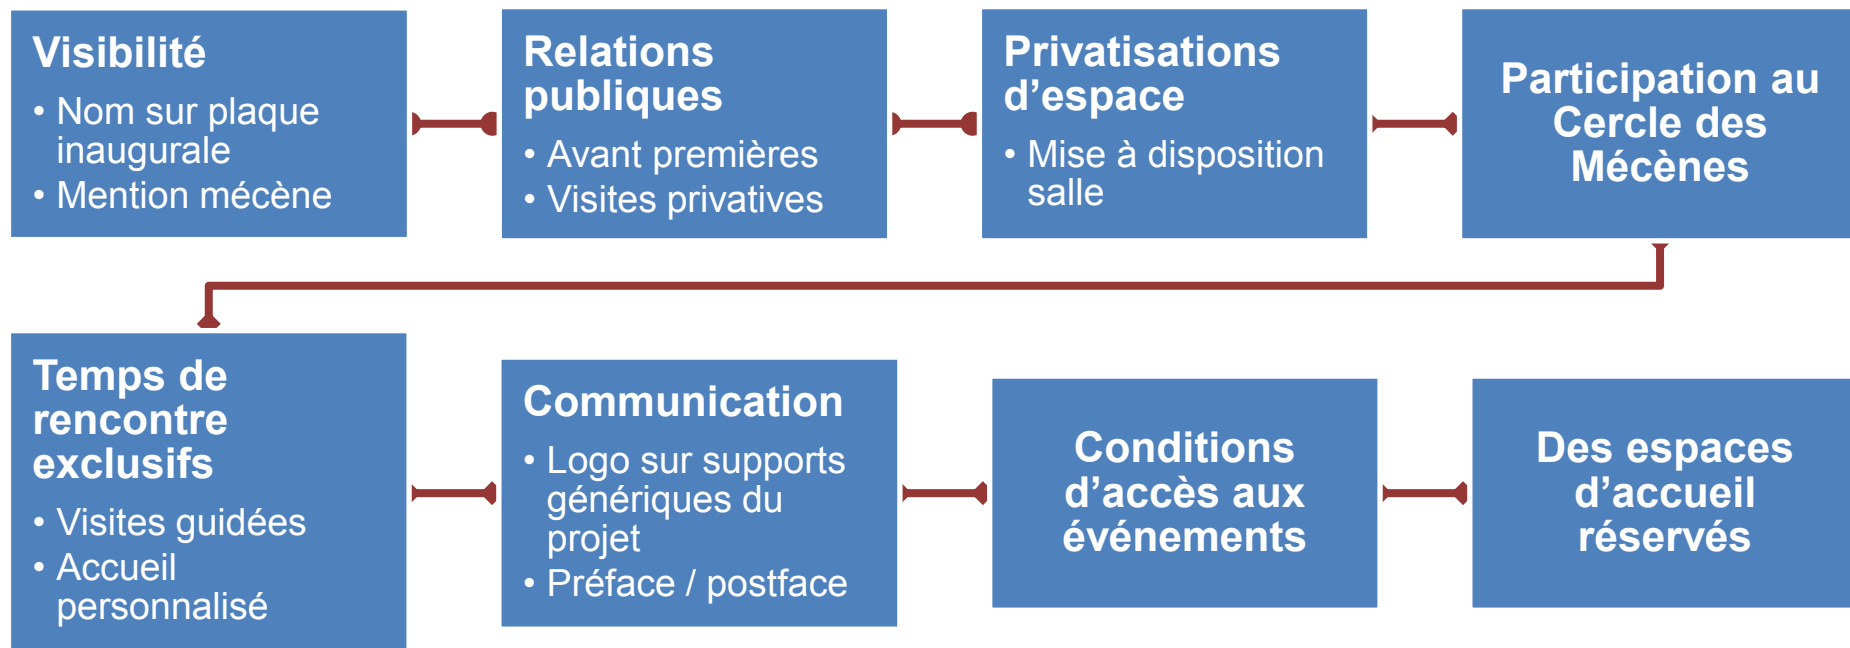 Visibilité
• Nom sur plaque
inaugurale
• Mention mécène
Relations
publiques
• Avant premières
• Visites privatives
Privatisations
d’espace
• Mise à disposition
salle
Participation au
Cercle des
Mécènes
Temps de
rencontre
exclusifs
• Visites guidées
• Accueil
personnalisé
Communication
• Logo sur supports
génériques du
projet
• Préface / postface
Conditions
d’accès aux
événements
Des espaces
d’accueil
réservés